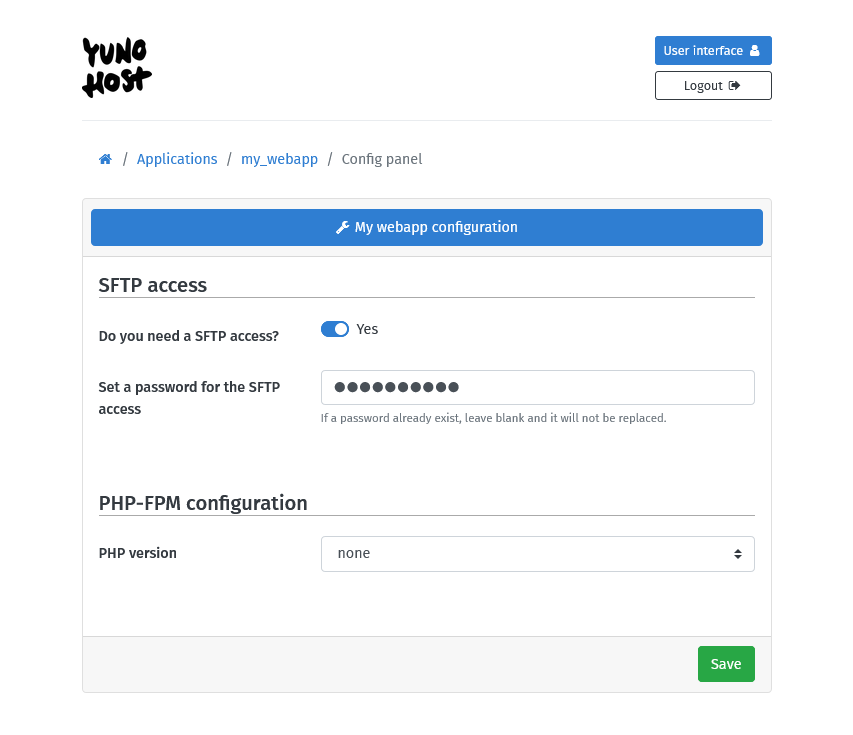 YUNO
HOST
User interface
Logout
/ Applications / my_webapp / Config panel
My webapp configuration
SFTP access
Do you need a SFTP access?
Yes
Set a password for the SFTP
access
●●●●●●●●●●
If a password already exist, leave blank and it will not be replaced.
PHP-FPM configuration
PHP version
none
Save